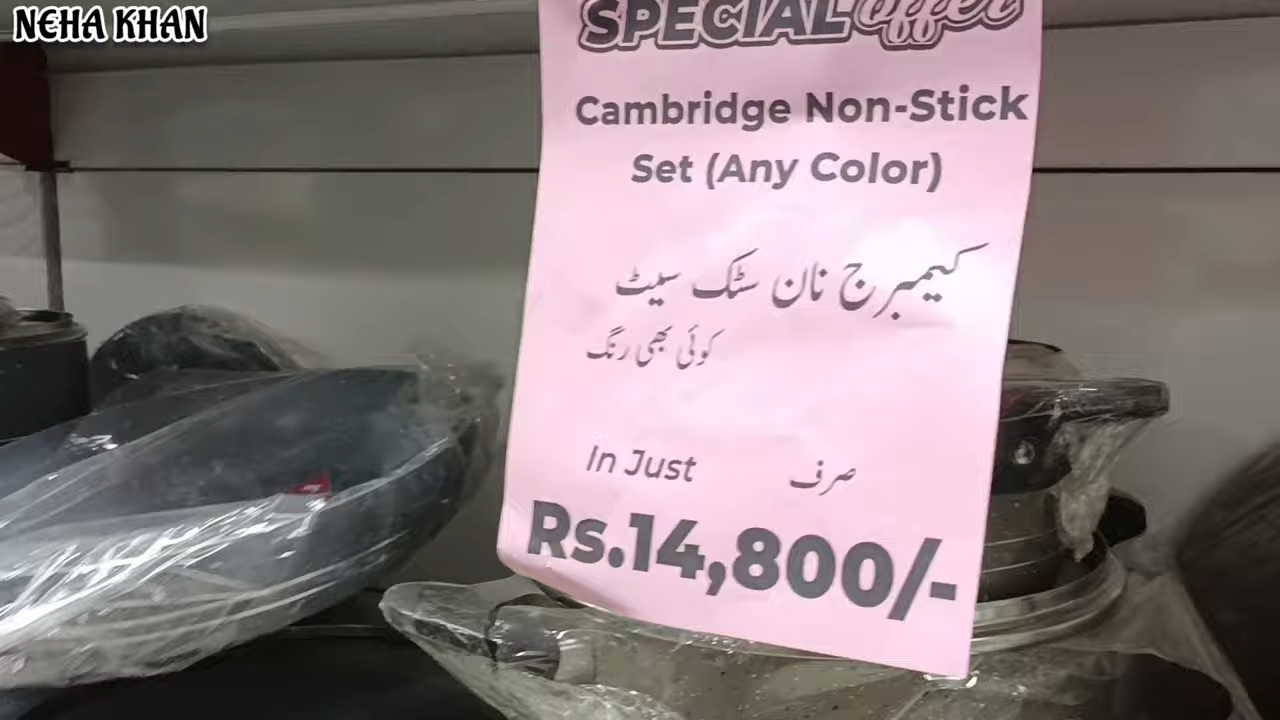 NEHA KHAN
SPECIAL offer
Cambridge Non-Stick
Set (Any Color)
کیمبرج نان سٹک سیٹ
کوئی بھی رنگ
In Just صرف
Rs.14,800/-